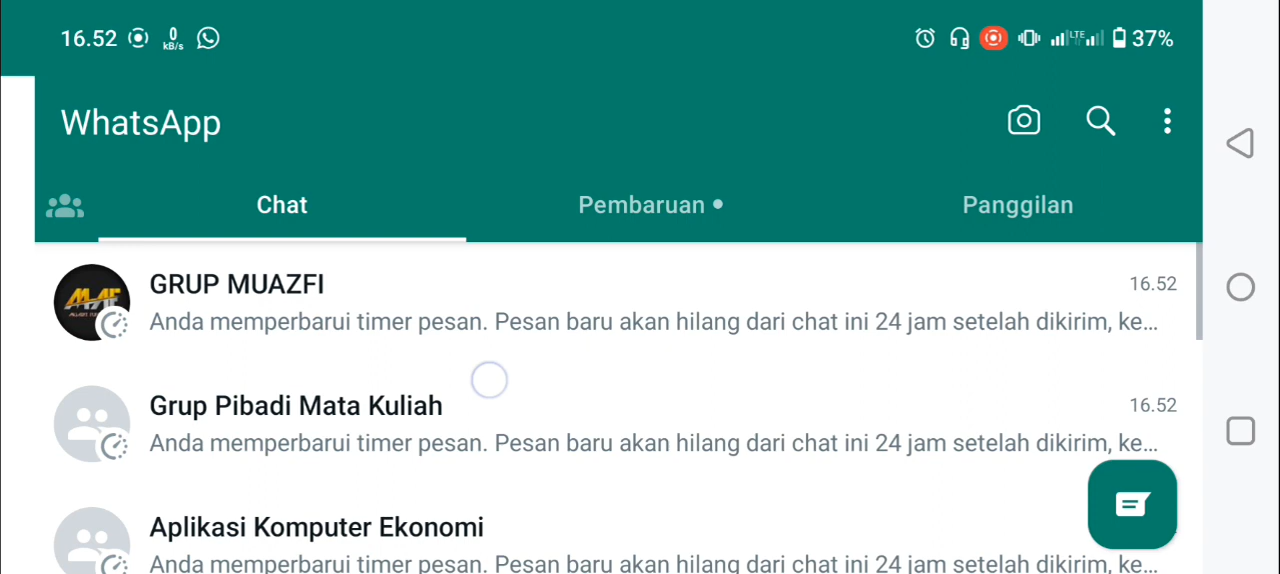 16.52 0 kB/s LTE 37%
WhatsApp
Chat Pembaruan Panggilan
GRUP MUAZFI 16.52
Anda memperbarui timer pesan. Pesan baru akan hilang dari chat ini 24 jam setelah dikirim, ke...
Grup Pibadi Mata Kuliah 16.52
Anda memperbarui timer pesan. Pesan baru akan hilang dari chat ini 24 jam setelah dikirim, ke...
Aplikasi Komputer Ekonomi
Anda memperbarui timer pesan. Pesan baru akan hilang dari chat ini 24 jam setelah dikirim, ke...